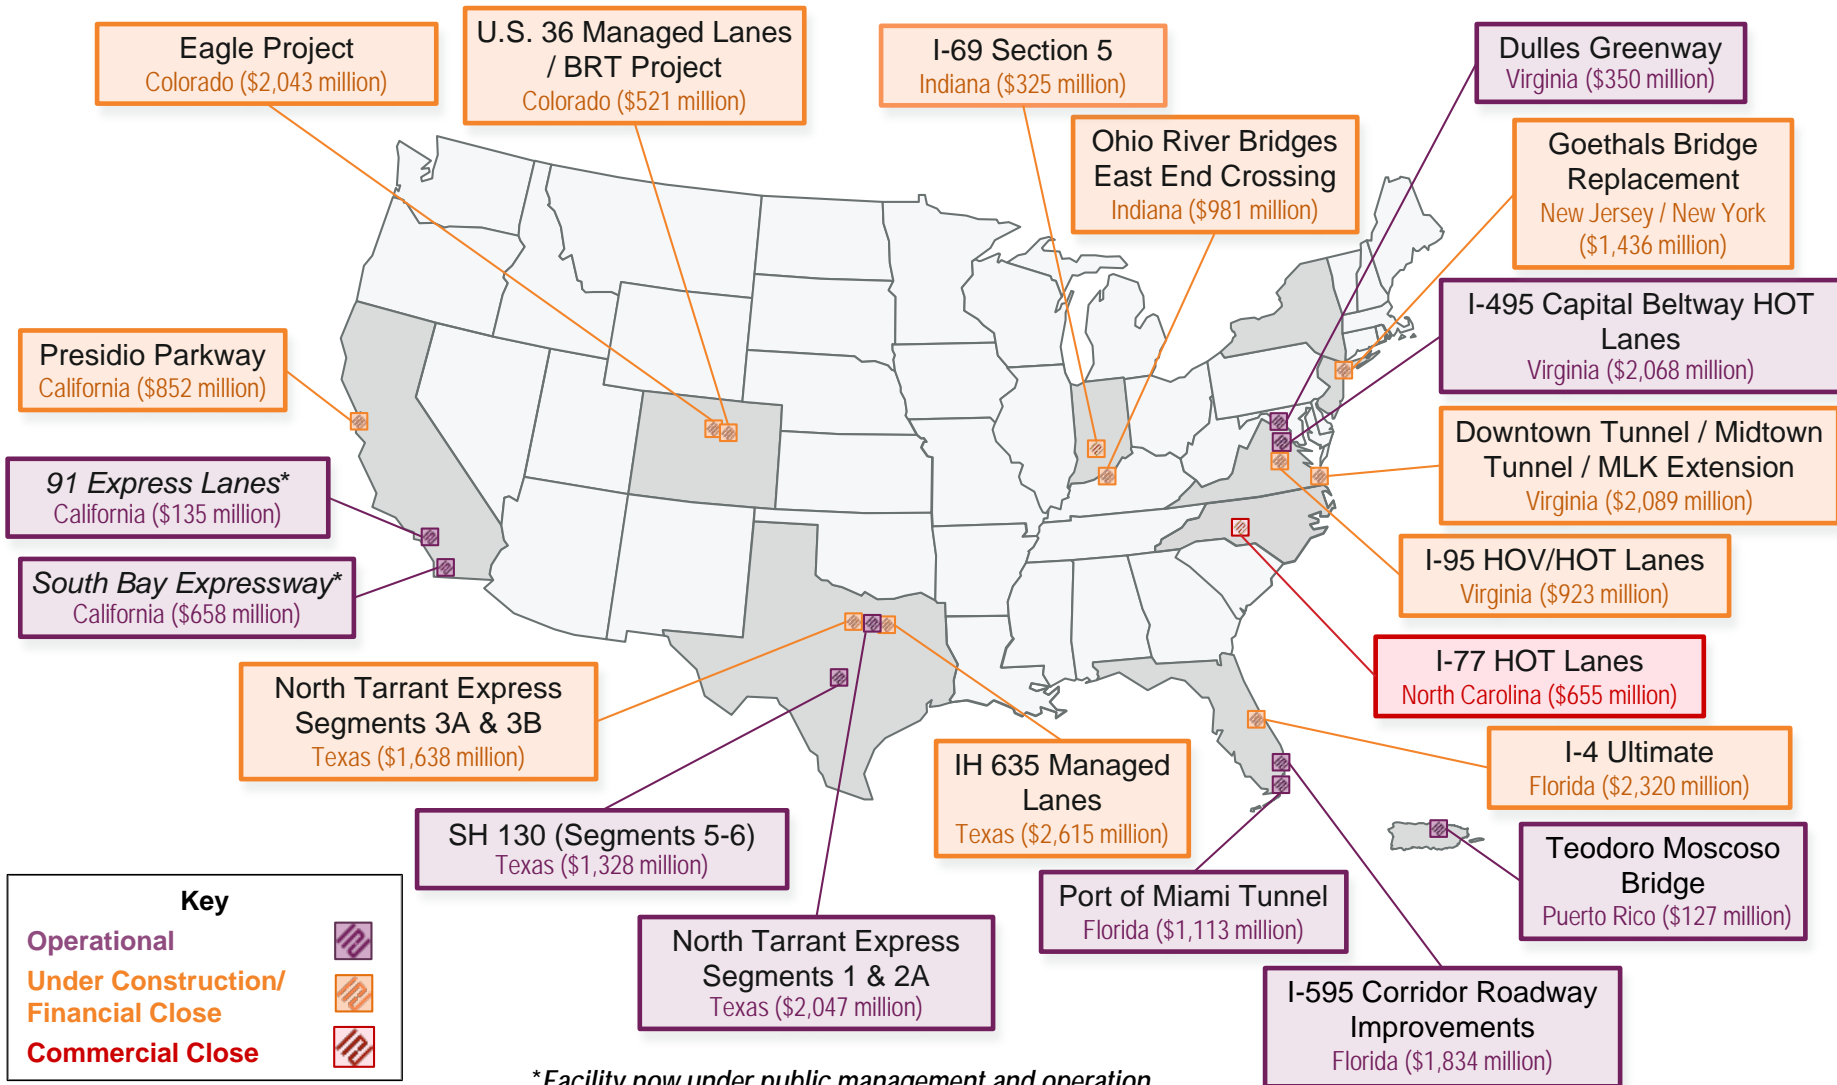 Eagle Project
Colorado ($2,043 million)
U.S. 36 Managed Lanes
/ BRT Project
Colorado ($521 million)
I-69 Section 5
Indiana ($325 million)
Dulles Greenway
Virginia ($350 million)
Ohio River Bridges
East End Crossing
Indiana ($981 million)
Goethals Bridge
Replacement
New Jersey / New York
($1,436 million)
I-495 Capital Beltway HOT
Lanes
Virginia ($2,068 million)
Presidio Parkway
California ($852 million)
Downtown Tunnel / Midtown
Tunnel / MLK Extension
Virginia ($2,089 million)
91 Express Lanes*
California ($135 million)
South Bay Expressway*
California ($658 million)
I-95 HOV/HOT Lanes
Virginia ($923 million)
I-77 HOT Lanes
North Carolina ($655 million)
North Tarrant Express
Segments 3A & 3B
Texas ($1,638 million)
IH 635 Managed
Lanes
Texas ($2,615 million)
I-4 Ultimate
Florida ($2,320 million)
SH 130 (Segments 5-6)
Texas ($1,328 million)
Teodoro Moscoso
Bridge
Puerto Rico ($127 million)
Port of Miami Tunnel
Florida ($1,113 million)
North Tarrant Express
Segments 1 & 2A
Texas ($2,047 million)
I-595 Corridor Roadway
Improvements
Florida ($1,834 million)
Key
Operational
Under Construction/
Financial Close
Commercial Close
*Facility now under public management and operation